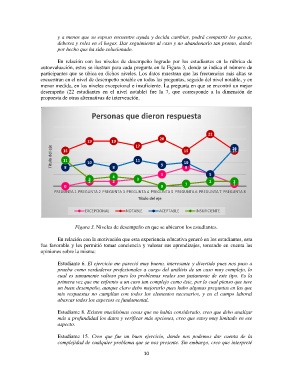 y a menor que su esposo encuentre ayuda y decida cambiar, podrá compartir los gastos,
deberes y roles en el hogar. Dar seguimiento al caso y no abandonarlo tan pronto, dando
por hecho que ha sido solucionado.
En relación con los niveles de desempeño logrado por los estudiantes en la rúbrica de
autoevaluación, estos se ilustran para cada pregunta en la Figura 3, donde se indica el número de
participantes que se ubica en dichos niveles. Los datos muestran que las frecuencias más altas se
encuentran en el nivel de desempeño notable en todas las preguntas, seguido del nivel notable, y en
menor medida, en los niveles excepcional e insuficiente. La pregunta en que se encontró un mejor
desempeño (22 estudiantes en el nivel notable) fue la 7, que corresponde a la dimensión de
propuesta de otras alternativas de intervención.
Personas que dieron respuesta
Título del eje
PREGUNTA 1 PREGUNTA 2 PREGUNTA 3 PREGUNTA 4 PREGUNTA 5 PREGUNTA 6 PREGUNTA 7 PREGUNTA 8
Título del eje
EXCEPCIONAL NOTABLE ACEPTABLE INSUFICIENTE
Figura 3. Niveles de desempeño en que se ubicaron los estudiantes.
En relación con la motivación que esta experiencia educativa generó en los estudiantes, esta
fue favorable y les permitió tomar conciencia y valorar sus aprendizajes, tomando en cuenta las
opiniones sobre la misma:
Estudiante 6. El ejercicio me pareció muy bueno, interesante y divertido pues nos puso a
prueba como verdaderos profesionales a cargo del análisis de un caso muy complejo, lo
cual es sumamente valioso pues los problemas reales son justamente de este tipo. Es la
primera vez que me enfrento a un caso tan complejo como éste, por lo cual pienso que tuve
un buen desempeño, aunque claro debo mejorarlo pues hubo algunas preguntas en las que
mis respuestas no cumplían con todos los elementos necesarios, y en el campo laboral
abarcar todos los aspectos es fundamental.
Estudiante 8. Existen muchísimas cosas que no había considerado, creo que debo analizar
más a profundidad los datos y verificar más opciones, creo que estoy muy limitado en ese
aspecto.
Estudiante 15. Creo que fue un buen ejercicio, donde nos podemos dar cuenta de la
complejidad de cualquier problema que se nos presente. Sin embargo, creo que interpreté
10